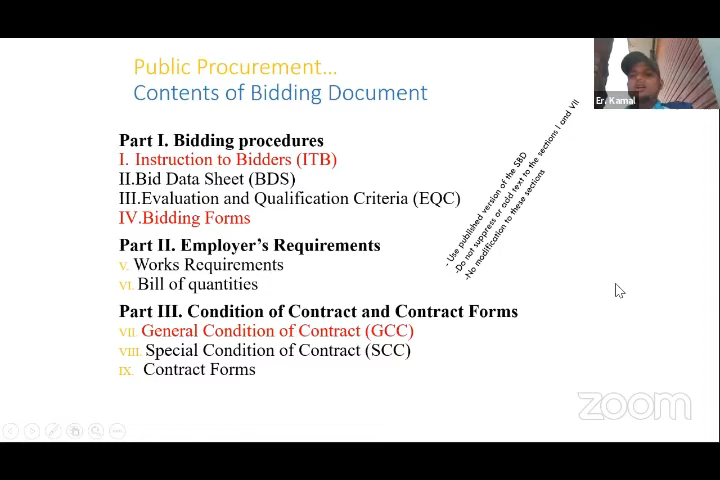 Public Procurement…
Contents of Bidding Document
Part I. Bidding procedures
I. Instruction to Bidders (ITB)
II.Bid Data Sheet (BDS)
III.Evaluation and Qualification Criteria (EQC)
IV.Bidding Forms
Part II. Employer’s Requirements
V. Works Requirements
VI. Bill of quantities
Part III. Condition of Contract and Contract Forms
VII. General Condition of Contract (GCC)
VIII. Special Condition of Contract (SCC)
IX. Contract Forms
- Use published version of the SBD
-Do not suppress or add text to the sections I and VII
-No modification to these sections
Er. Kamal
zoom